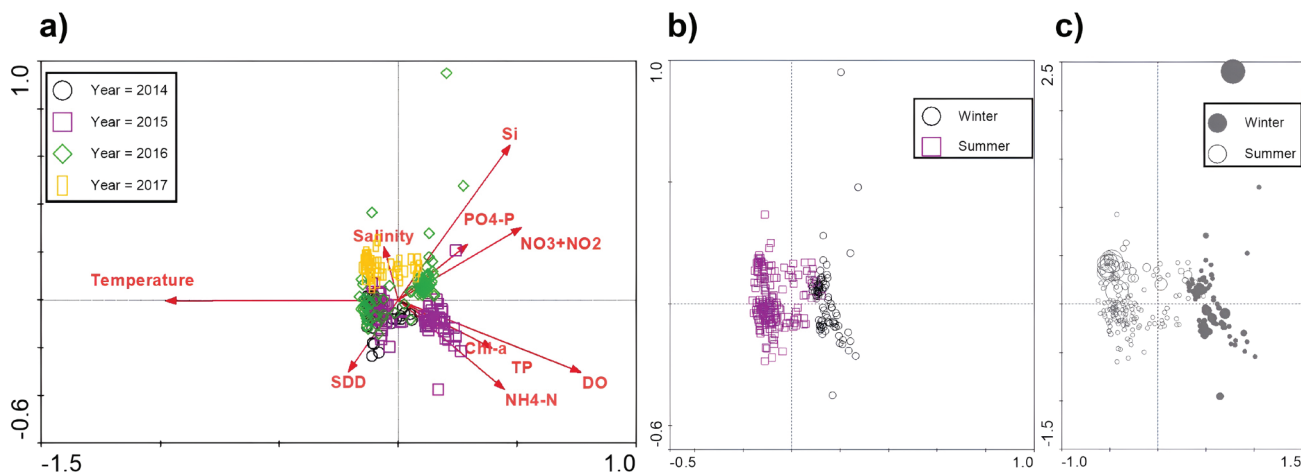 a)
1.0
-0.6
-1.5
1.0
Year = 2014
Year = 2015
Year = 2016
Year = 2017
Si
PO4-P
NO3+NO2
Salinity
Temperature
Chl-a
TP
DO
NH4-N
SDD
b)
1.0
-0.6
-0.5
1.0
Winter
Summer
c)
2.5
-1.5
-1.0
1.5
Winter
Summer